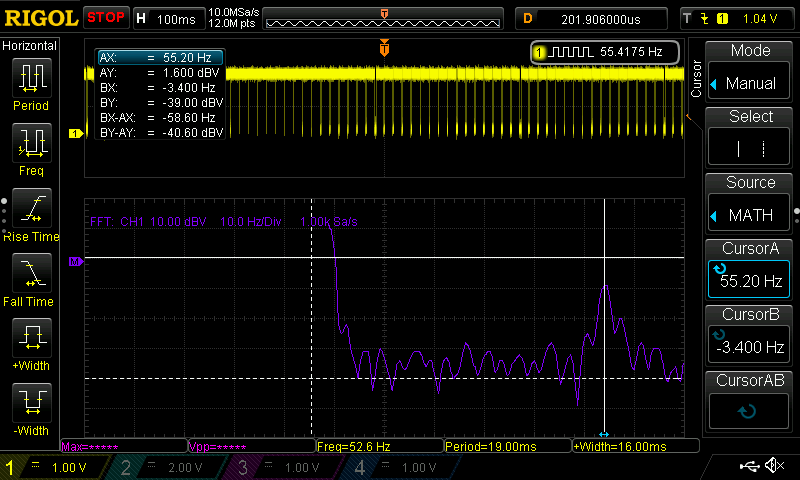 RIGOL STOP H 100ms 10.0MSa/s 12.0M pts D 201.906000us T 1 1.04 V
T
Horizontal
Period
Freq
Rise Time
Fall Time
+Width
-Width
AX: = 55.20 Hz
AY: = 1.600 dBV
BX: = -3.400 Hz
BY: = -39.00 dBV
BX-AX: = -58.60 Hz
BY-AY: = -40.60 dBV
T
1 55.4175 Hz
1
FFT: CH1 10.00 dBV 10.0 Hz/Div 1.00k Sa/s
M
Cursor
Mode
Manual
Select
Source
MATH
CursorA
55.20 Hz
CursorB
-3.400 Hz
CursorAB
Max=***** Vpp=***** Freq=52.6 Hz Period=19.00ms +Width=16.00ms
1 = 1.00 V 2 = 2.00 V 3 = 1.00 V 4 = 1.00 V